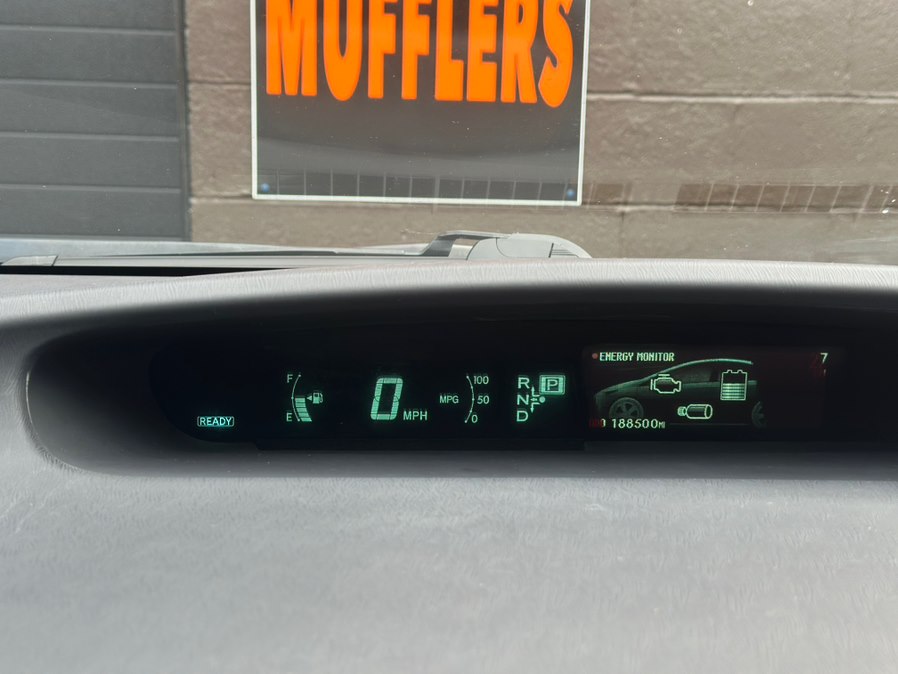 MUFFLERS
ENERGY MONITOR 7
F
E
READY
0 MPH
MPG
100
50
0
R
N
D
P
188500MI